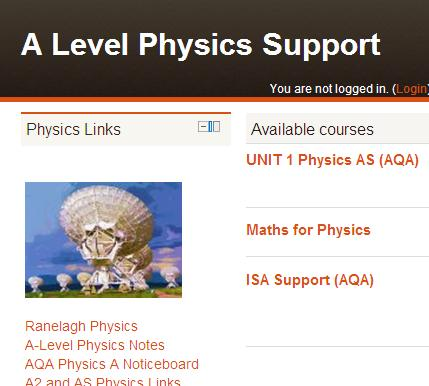 A Level Physics Support
You are not logged in. (Login)
Physics Links
Available courses
UNIT 1 Physics AS (AQA)
Maths for Physics
ISA Support (AQA)
Ranelagh Physics
A-Level Physics Notes
AQA Physics A Noticeboard
A2 and AS Physics Links